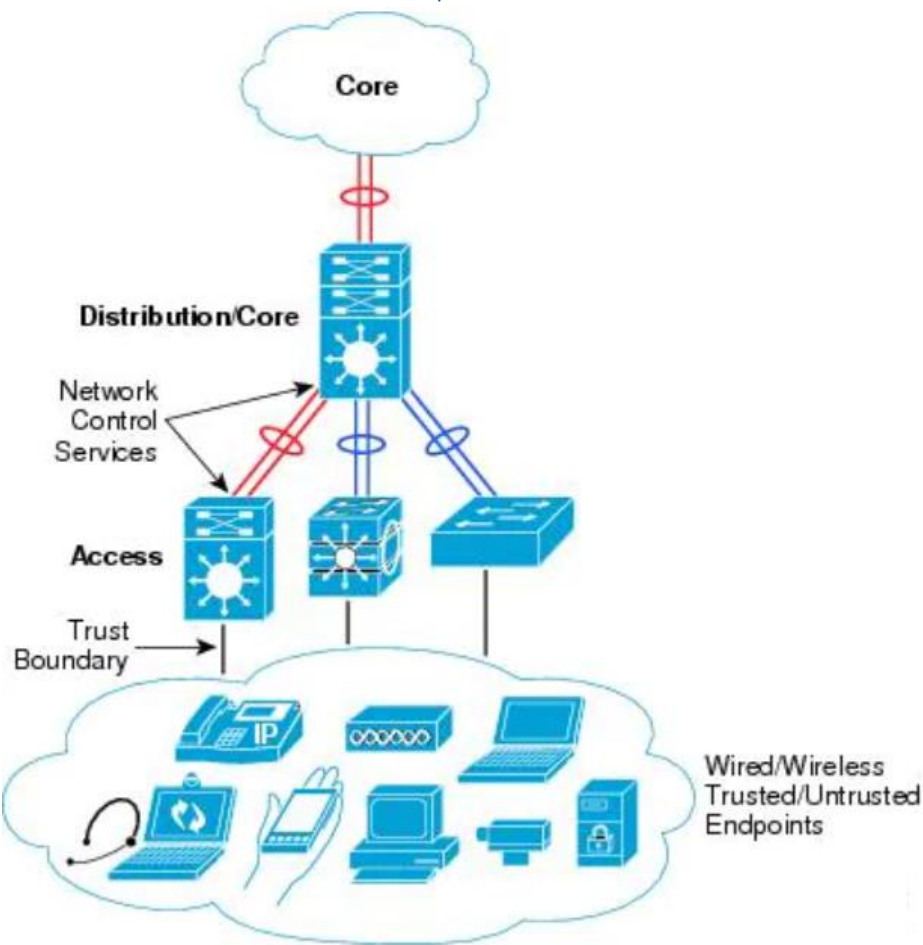 Core
Distribution/Core
Network
Control
Services
Access
Trust
Boundary
IP
Wired/Wireless
Trusted/Untrusted
Endpoints